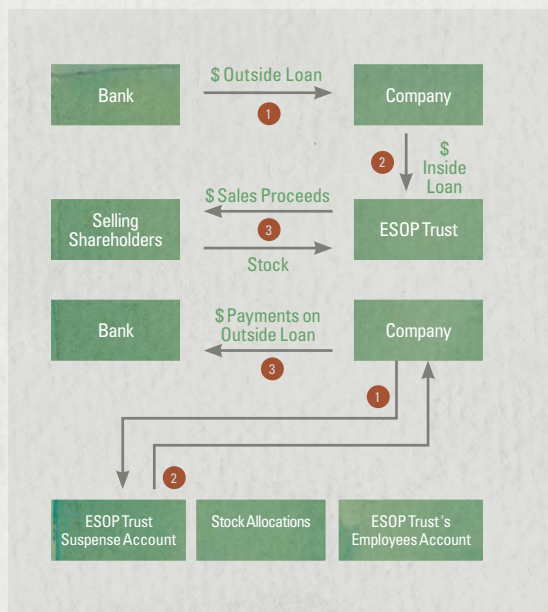 $ Outside Loan
Bank
1
Company
2
$
Inside
Loan
$ Sales Proceeds
Selling
Shareholders
3
ESOP Trust
Stock
$ Payments on
Outside Loan
Bank
3
Company
1
2
ESOP Trust
Suspense Account
Stock Allocations
ESOP Trust's
Employees Account